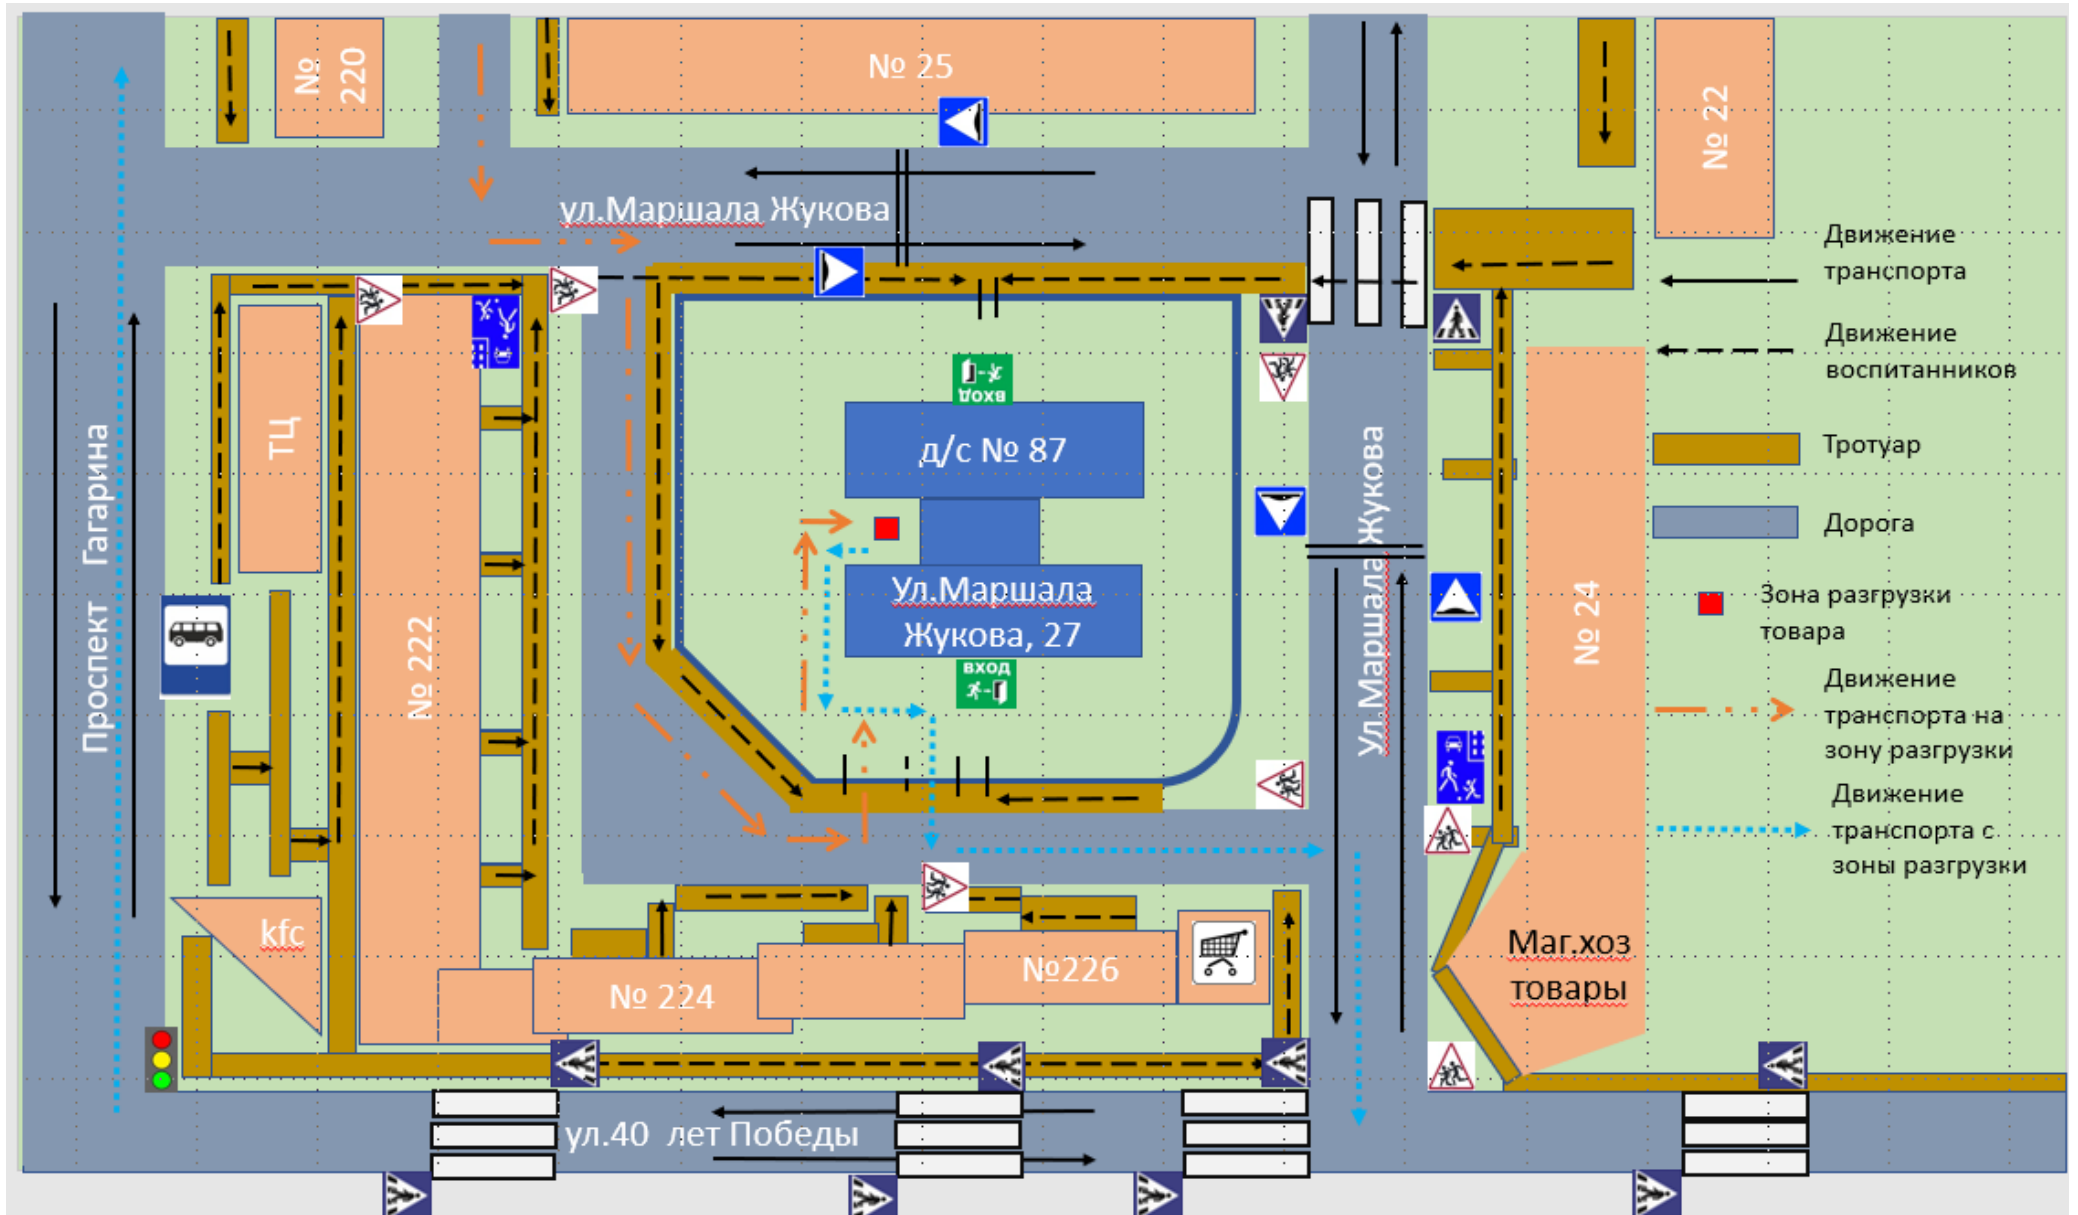 №
220
№ 25
№ 22
ул.Маршала Жукова
Движение
транспорта
Движение
воспитанников
Тротуар
Дорога
Зона разгрузки
товара
Движение
транспорта на
зону разгрузки
Движение
транспорта с
зоны разгрузки
Проспект Гагарина
ТЦ
№ 222
вход
д/с № 87
Ул.Маршала
Жукова, 27
вход
Ул.Маршала Жукова
№ 24
kfc
№ 224
№226
Маг.хоз
товары
ул.40 лет Победы